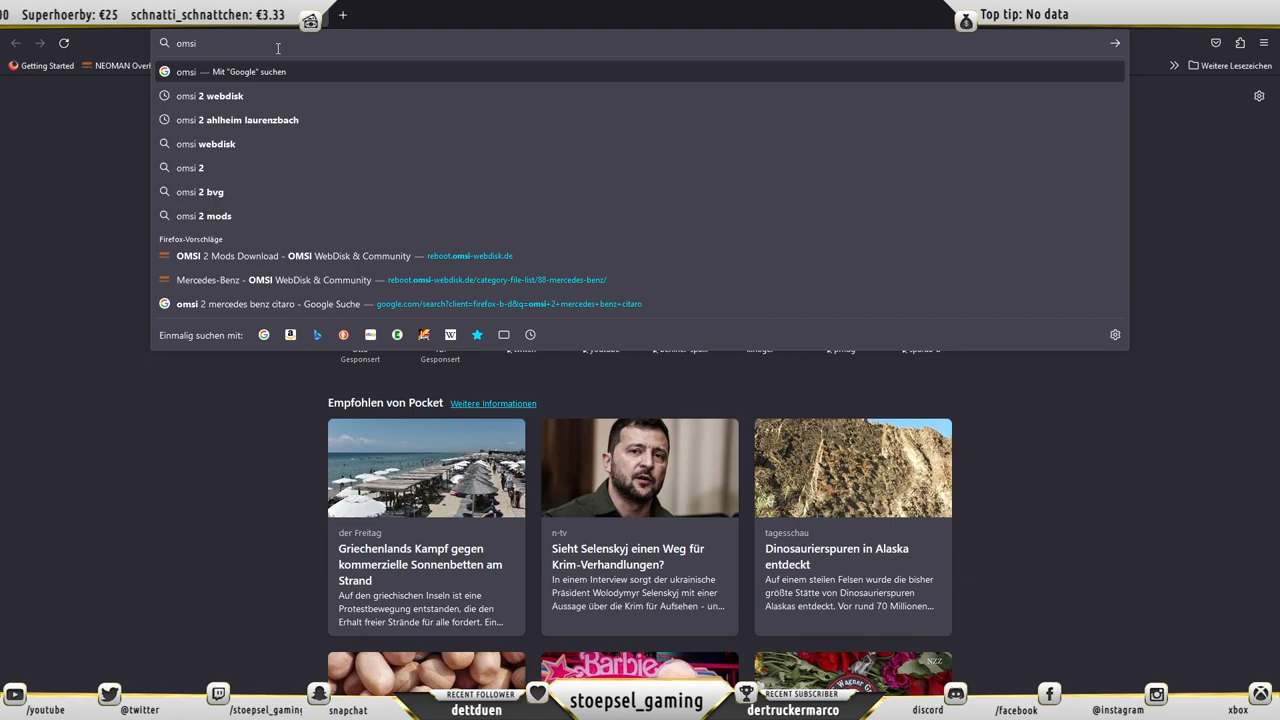 Superhoerby: €25 schnatti_schnattchen: €3.33
Top tip: No data
omsi
Getting Started
Weitere Lesezeichen
omsi — Mit "Google" suchen
omsi 2 webdisk
omsi 2 ahlheim laurenzbach
omsi webdisk
omsi 2
omsi 2 bvg
omsi 2 mods
Firefox-Vorschläge
OMSI 2 Mods Download - OMSI WebDisk & Community — reboot.omsi-webdisk.de
Mercedes-Benz - OMSI WebDisk & Community — reboot.omsi-webdisk.de/category-file-list/88-mercedes-benz/
omsi 2 mercedes benz citaro - Google Suche — google.com/search?client=firefox-b-d&q=omsi+2+mercedes+benz+citaro
Einmalig suchen mit:
Gesponsert Gesponsert
Empfohlen von Pocket Weitere Informationen
der Freitag
Griechenlands Kampf gegen
kommerzielle Sonnenbetten am
Strand
Auf den griechischen Inseln ist eine
Protestbewegung entstanden, die den
Erhalt freier Strände für alle fordert. Ein...
n-tv
Sieht Selenskyj einen Weg für
Krim-Verhandlungen?
In einem Interview sorgt der ukrainische
Präsident Wolodymyr Selenskyj mit einer
Aussage über die Krim für Aufsehen - un...
tagesschau
Dinosaurierspuren in Alaska
entdeckt
Auf einem steilen Felsen wurde die bisher
größte Stätte von Dinosaurierspuren
Alaskas entdeckt. Vor rund 70 Millionen...
Barbie
NZZ
/youtube
@twitter
/stoepsel_gaming
snapchat
RECENT FOLLOWER
dettduen
stoepsel_gaming
RECENT SUBSCRIBER
dertruckermarco
discord
/facebook
@instagram
xbox